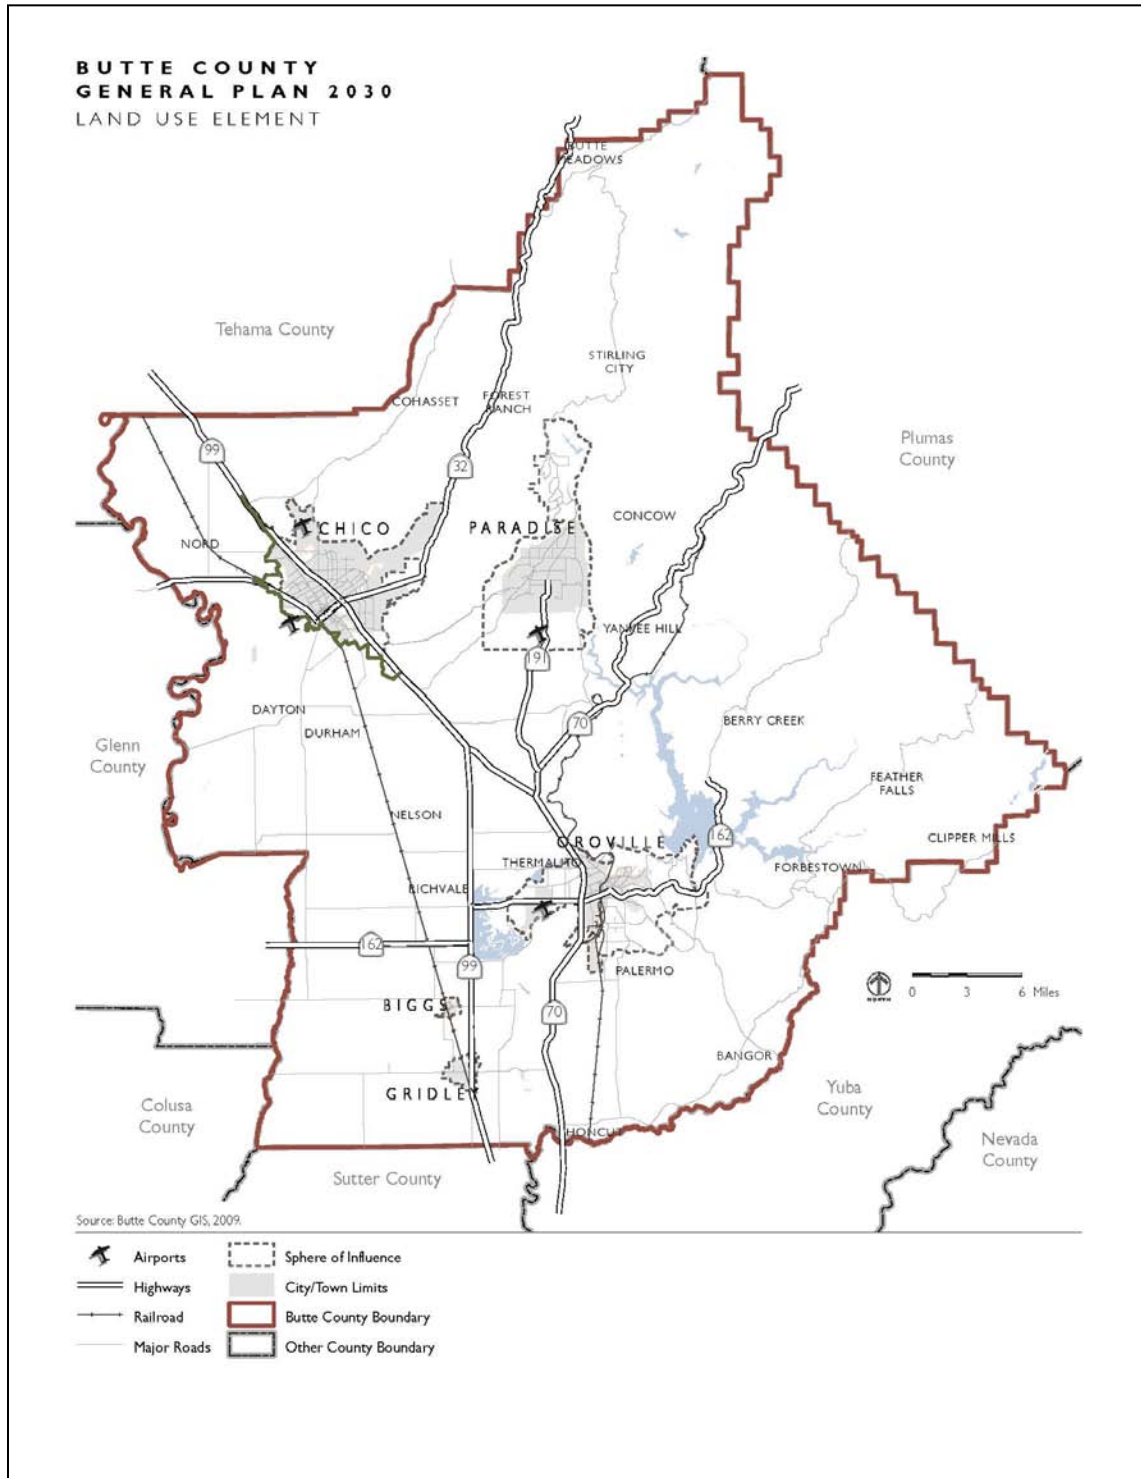 BUTTE COUNTY
GENERAL PLAN 2030
LAND USE ELEMENT
BUTTE
MEADOWS
Tehama County
STIRLING
CITY
COHASSET
FOREST
RANCH
99
32
Plumas
County
CHICO
PARADISE
CONCOW
NORD
YANKEE HILL
191
DAYTON
DURHAM
70
BERRY CREEK
Glenn
County
FEATHER
FALLS
NELSON
OROVILLE
162
CLIPPER MILLS
THERMALITO
FORBESTOWN
RICHVALE
162
99
PALERMO
NORTH
0 3 6 Miles
BIGGS
70
BANGOR
GRIDLEY
Colusa
County
Yuba
County
HONCUT
Nevada
County
Sutter County
Source: Butte County GIS, 2009.
Airports
Sphere of Influence
Highways
City/Town Limits
Railroad
Butte County Boundary
Major Roads
Other County Boundary